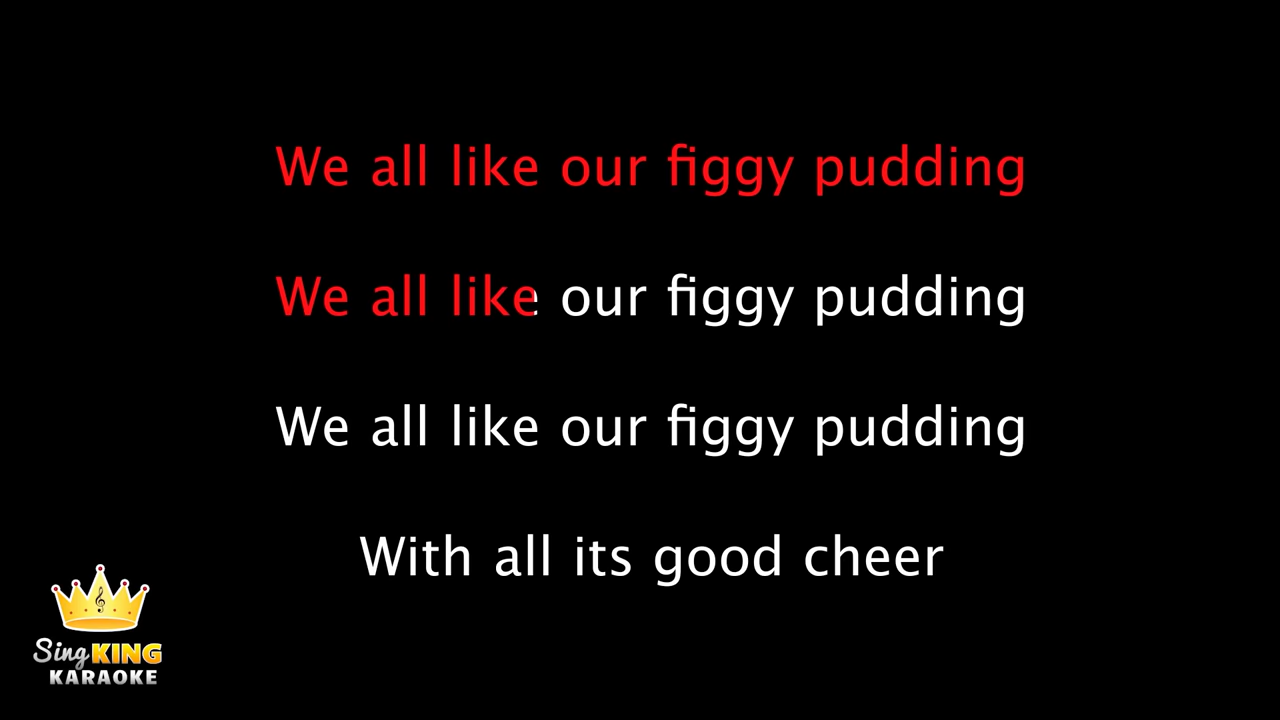 We all like our figgy pudding
We all like our figgy pudding
We all like our figgy pudding
With all its good cheer
Sing KING
KARAOKE